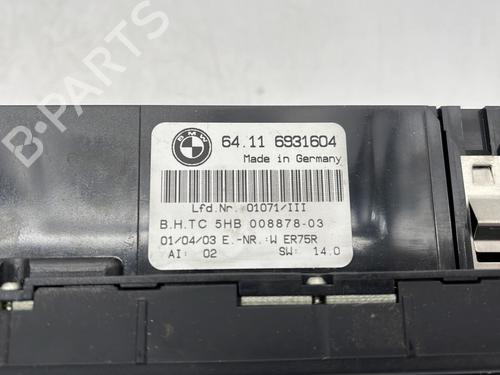 BMW
64.11 6931604
Made in Germany
Lfd.Nr. 01071/III
B.H.TC 5HB 008878-03
01/04/03 E.-NR.:W ER75R
AI: 02 SW: 14.0